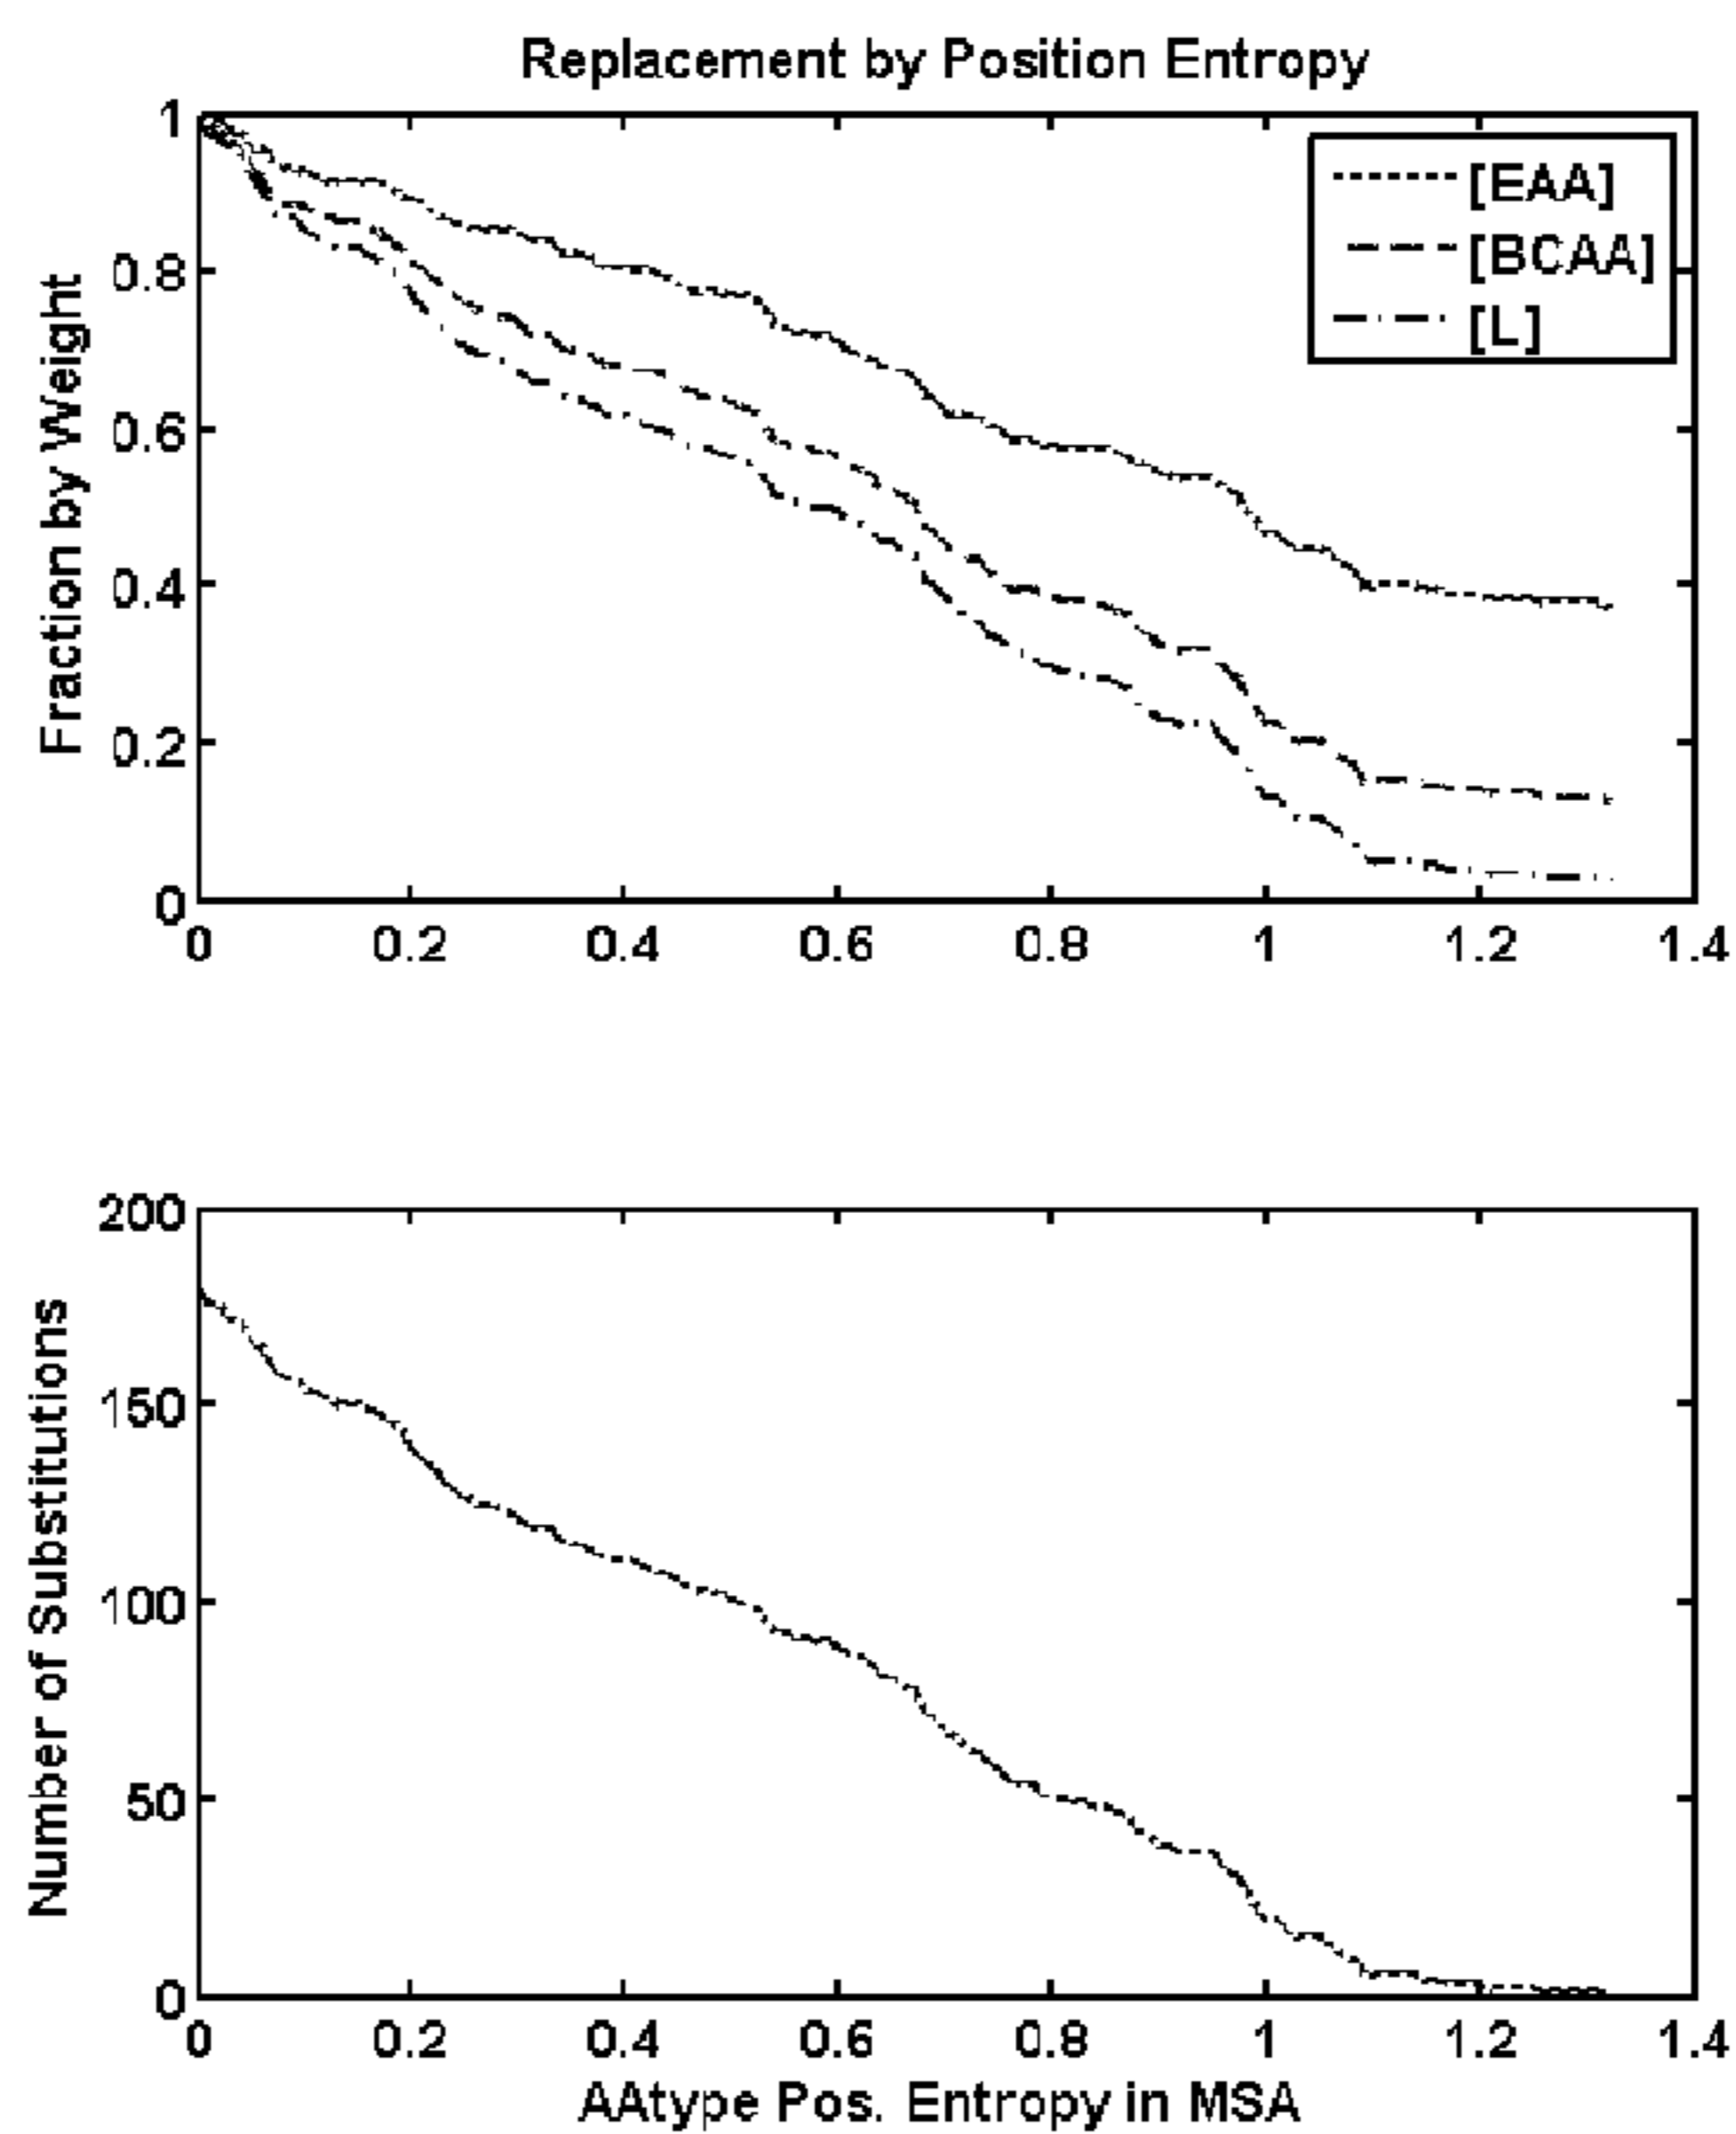 Replacement by Position Entropy
Fraction by Weight
1
0.8
0.6
0.4
0.2
0
[EAA]
[BCAA]
[L]
0 0.2 0.4 0.6 0.8 1 1.2 1.4
Number of Substitutions
200
150
100
50
0
0 0.2 0.4 0.6 0.8 1 1.2 1.4
AAtype Pos. Entropy in MSA